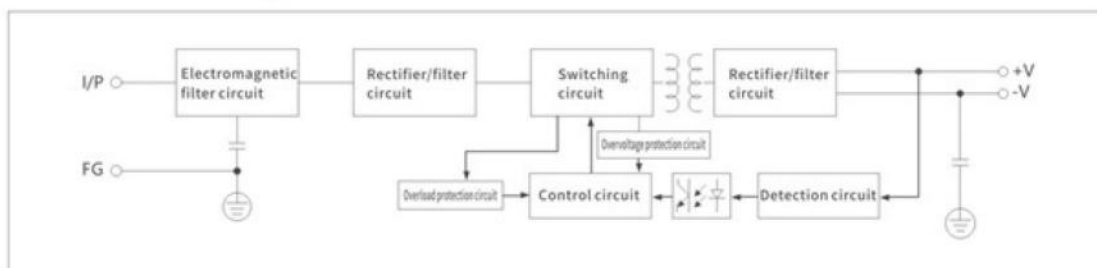 I/P
Electromagnetic
filter circuit
Rectifier/filter
circuit
Switching
circuit
Rectifier/filter
circuit
+V
-V
Overvoltage protection circuit
FG
Overload protection circuit
Control circuit
Detection circuit